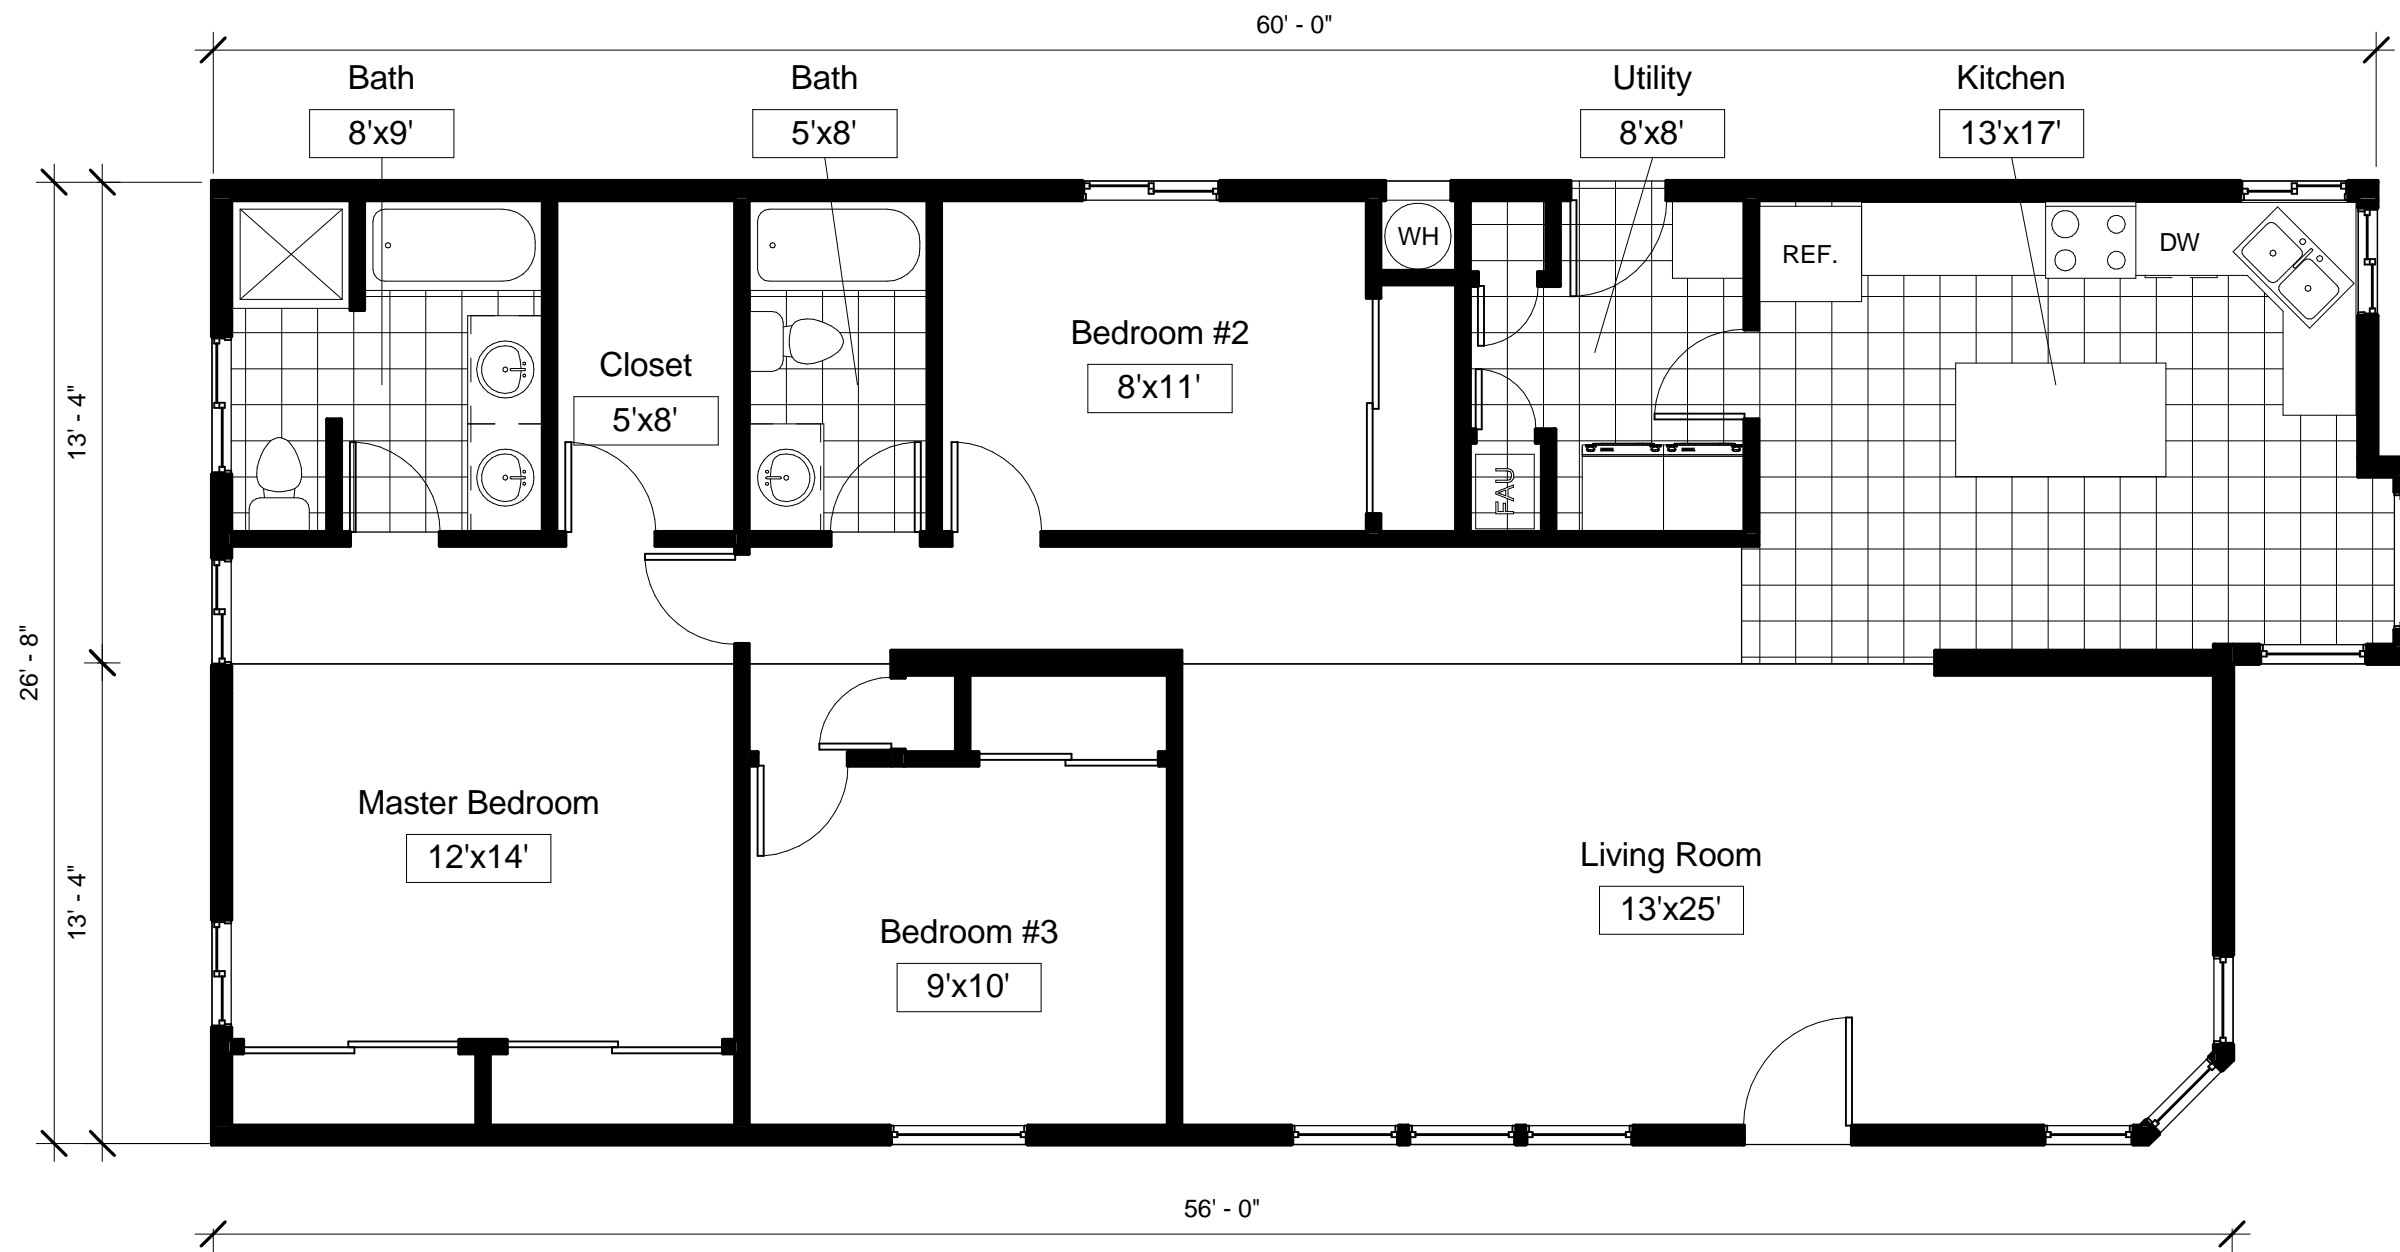 60' - 0"
Bath
8'x9'
Bath
5'x8'
Utility
8'x8'
Kitchen
13'x17'
WH
REF.
DW
Bedroom #2
8'x11'
Closet
5'x8'
13' - 4"
FAU
26' - 8"
Master Bedroom
12'x14'
Living Room
13'x25'
13' - 4"
Bedroom #3
9'x10'
56' - 0"